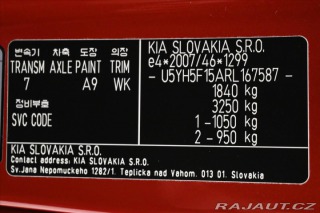 변속기 차축 도장 의장
TRANSM AXLE PAINT TRIM
7 A9 WK
장비부호
SVC CODE
KIA SLOVAKIA S.R.O.
e4*2007/46*1299
U5YH5F15ARL167587
1840 kg
3250 kg
1-1050 kg
2-950 kg
KIA SLOVAKIA S.R.O.
Contact address: KIA SLOVAKIA S.R.O.
Sv.Jana Nepomuckeho 1282/1. Teplicka nad Vahom. 013 01. Slovakia
RAJAUT.CZ